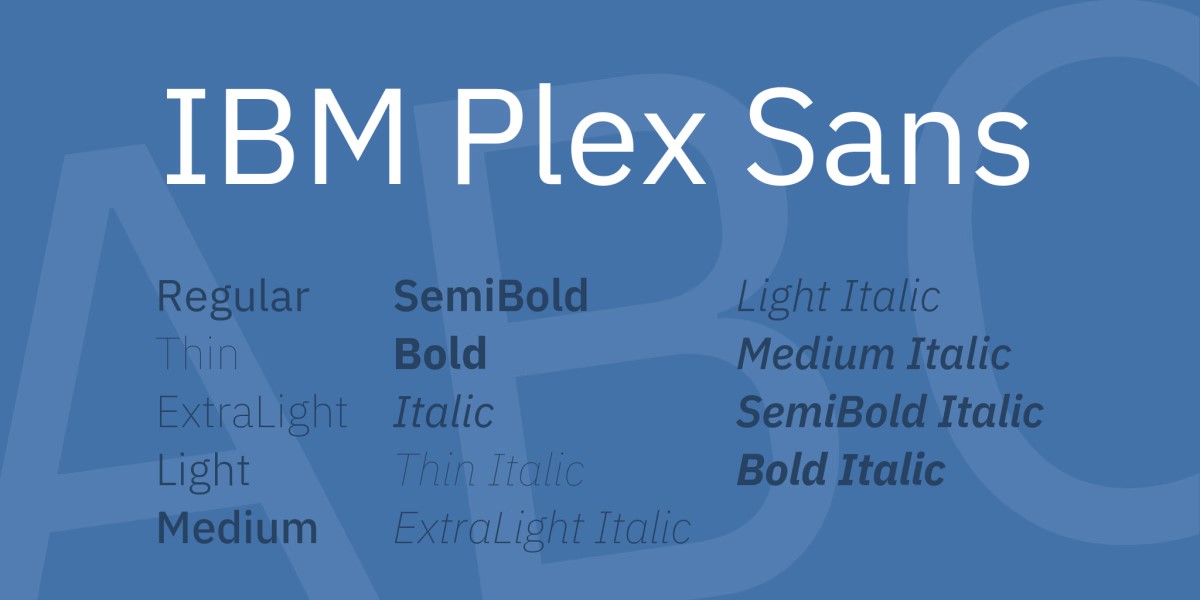 IBM Plex Sans
Regular
Thin
ExtraLight
Light
Medium
SemiBold
Bold
Italic
Thin Italic
ExtraLight Italic
Light Italic
Medium Italic
SemiBold Italic
Bold Italic
ABC